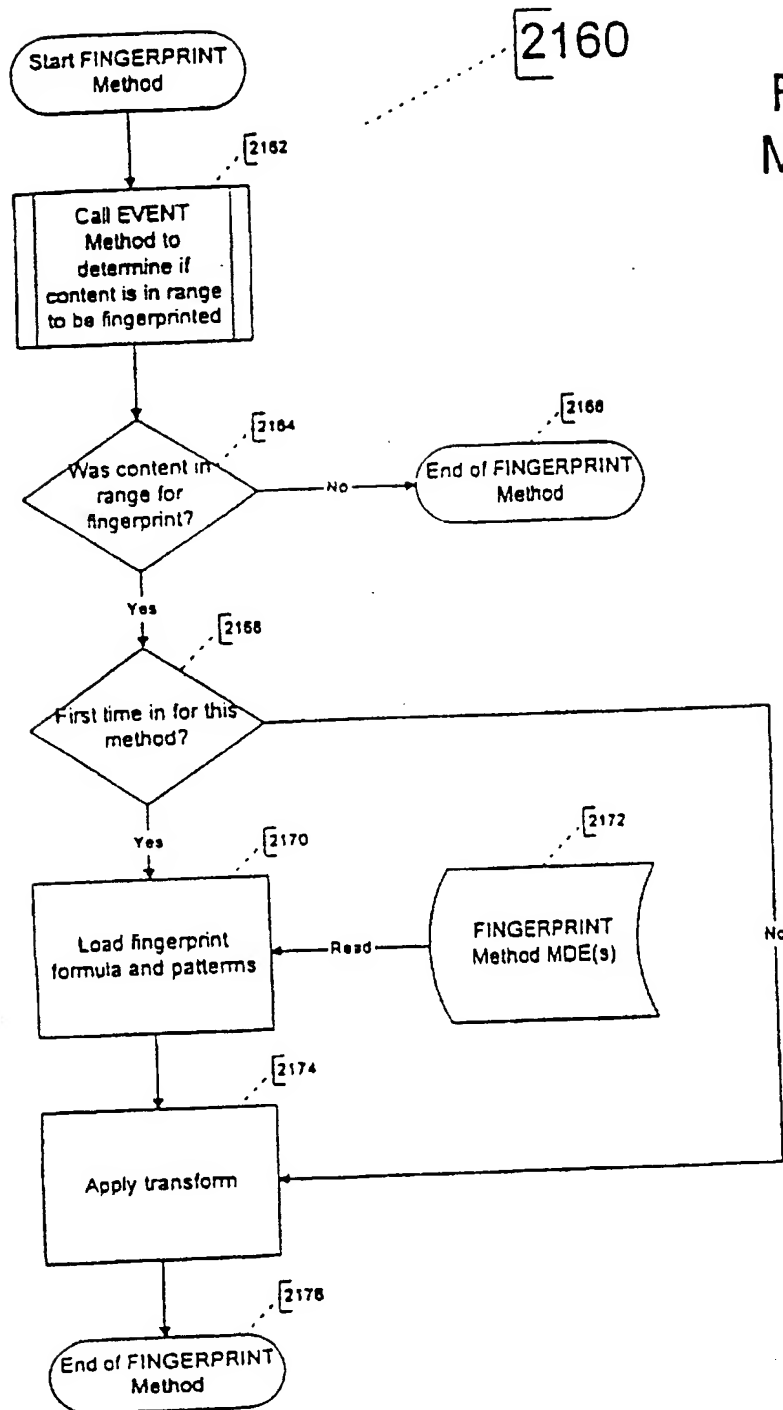 2160
F
M
Start FINGERPRINT
Method
2162
Call EVENT
Method to
determine if
content is in range
to be fingerprinted
2164
Was content in
range for
fingerprint?
No
2166
End of FINGERPRINT
Method
Yes
2168
First time in for this
method?
Yes
No
2170
Load fingerprint
formula and patterms
Read
2172
FINGERPRINT
Method MDE(s)
2174
Apply transform
2176
End of FINGERPRINT
Method